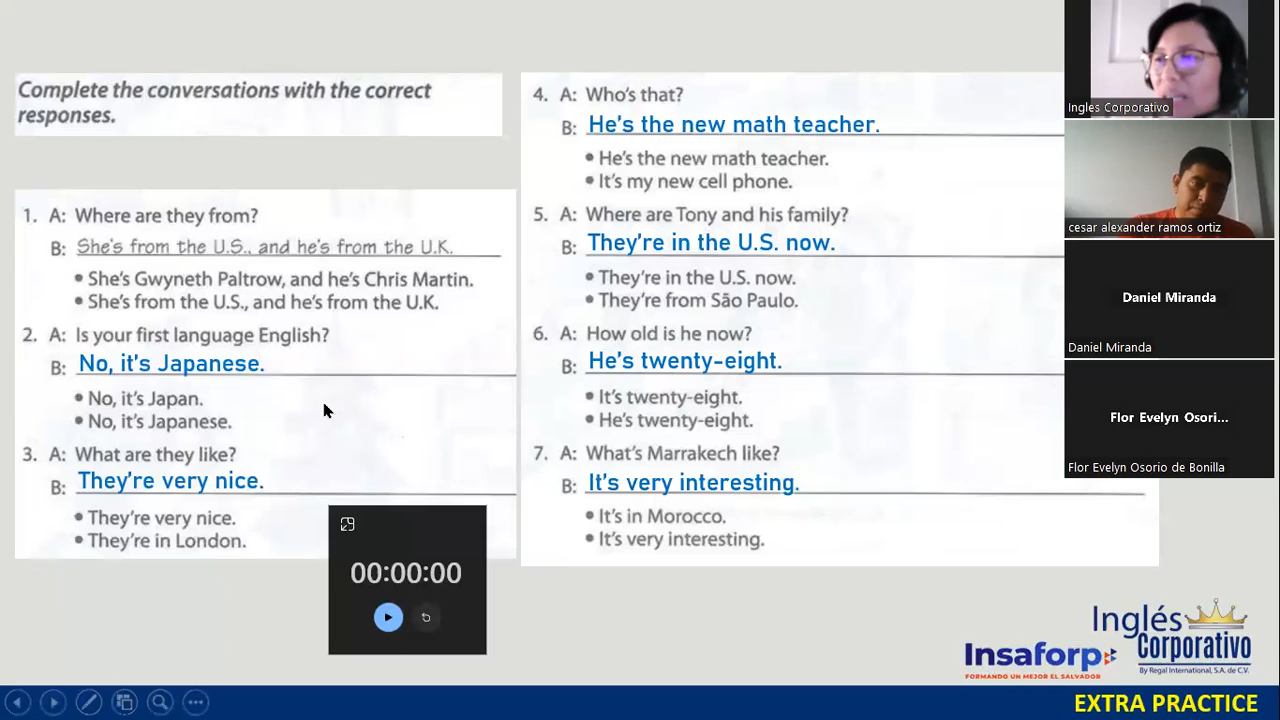 Complete the conversations with the correct
responses.
1. A: Where are they from?
B: She's from the U.S., and he's from the U.K.
• She's Gwyneth Paltrow, and he's Chris Martin.
• She's from the U.S., and he's from the U.K.
2. A: Is your first language English?
B: No, it's Japanese.
• No, it's Japan.
• No, it's Japanese.
3. A: What are they like?
B: They're very nice.
• They're very nice.
• They're in London.
4. A: Who's that?
B: He's the new math teacher.
• He's the new math teacher.
• It's my new cell phone.
5. A: Where are Tony and his family?
B: They're in the U.S. now.
• They're in the U.S. now.
• They're from São Paulo.
6. A: How old is he now?
B: He's twenty-eight.
• It's twenty-eight.
• He's twenty-eight.
7. A: What's Marrakech like?
B: It's very interesting.
• It's in Morocco.
• It's very interesting.
00:00:00
Ingles Corporativo
cesar alexander ramos ortiz
Daniel Miranda
Daniel Miranda
Flor Evelyn Osori...
Flor Evelyn Osorio de Bonilla
Insaforp
FORMANDO UN MEJOR EL SALVADOR
Inglés
Corporativo
By Regal International, S.A. de C.V.
EXTRA PRACTICE